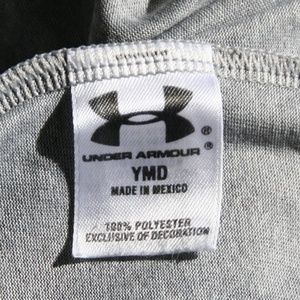 UNDER ARMOUR ®
®
YMD
MADE IN MEXICO
100% POLYESTER
EXCLUSIVE OF DECORATION